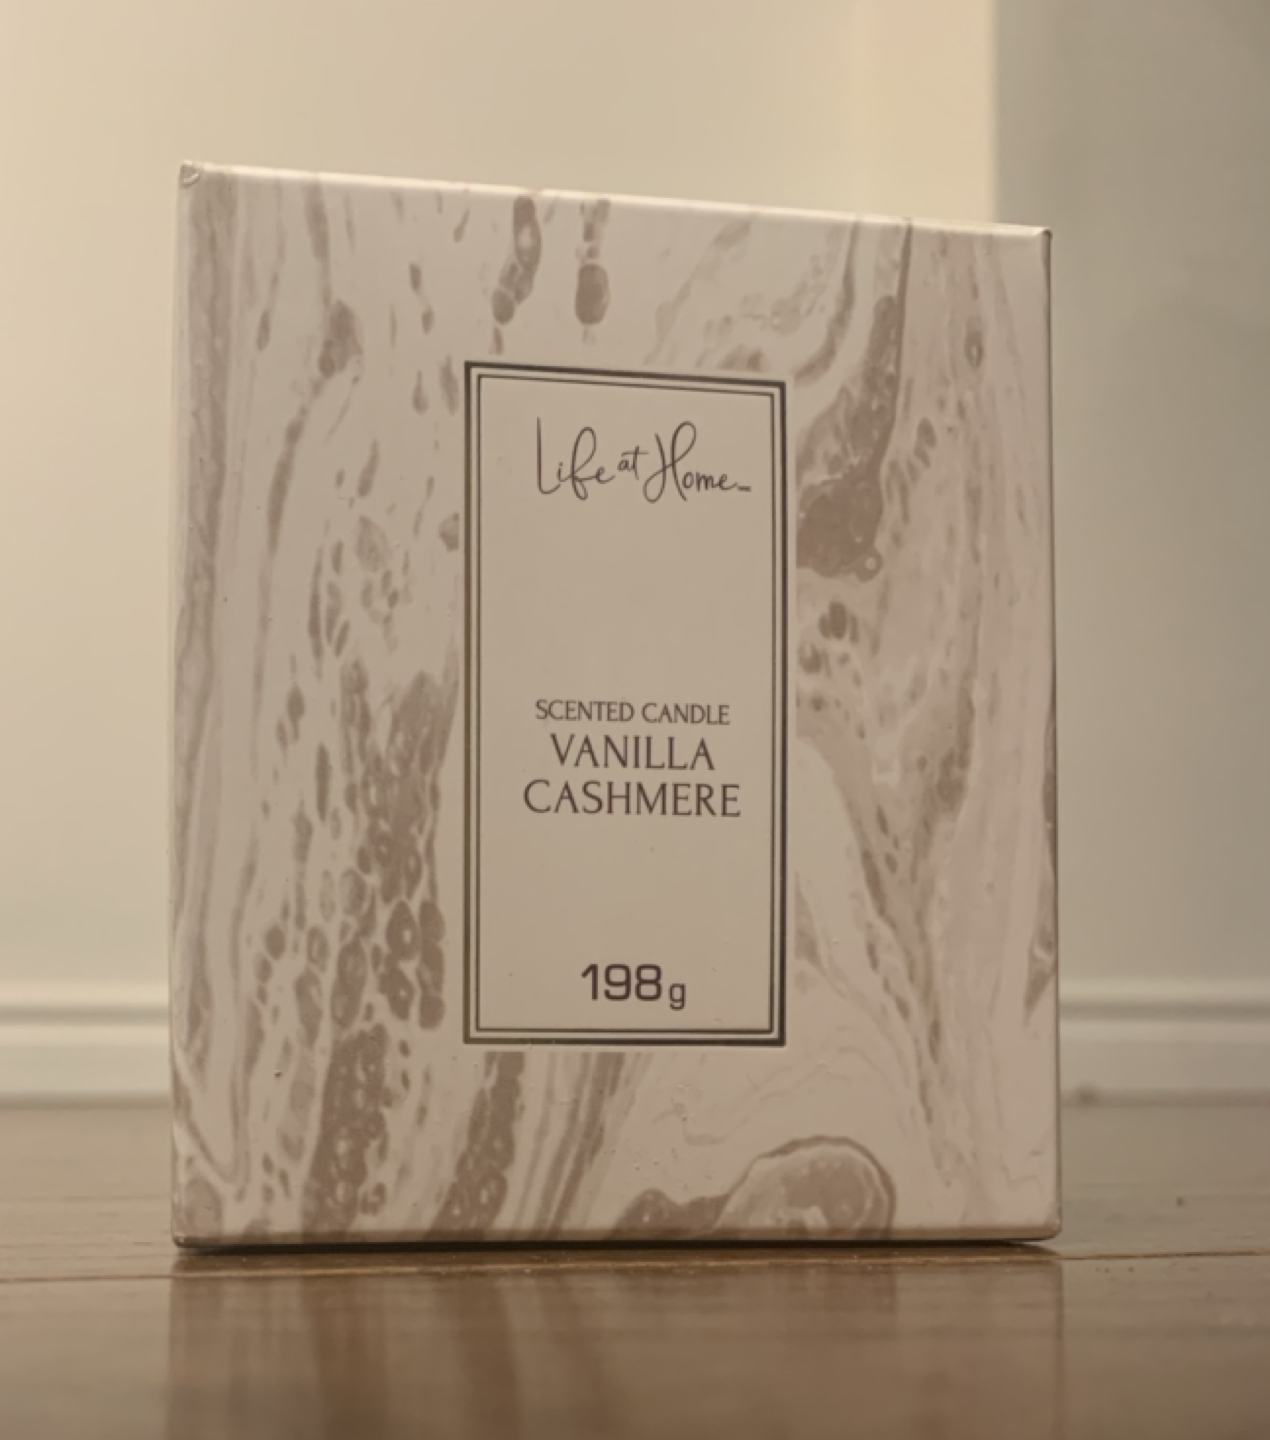 Life at Home
SCENTED CANDLE
VANILLA
CASHMERE
198g